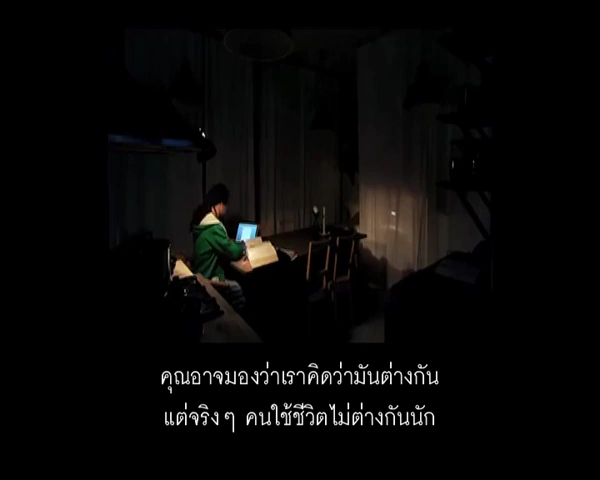 คุณอาจมองว่าเราคิดว่ามันต่างกัน
แต่จริงๆ คนใช้ชีวิตไม่ต่างกันนัก